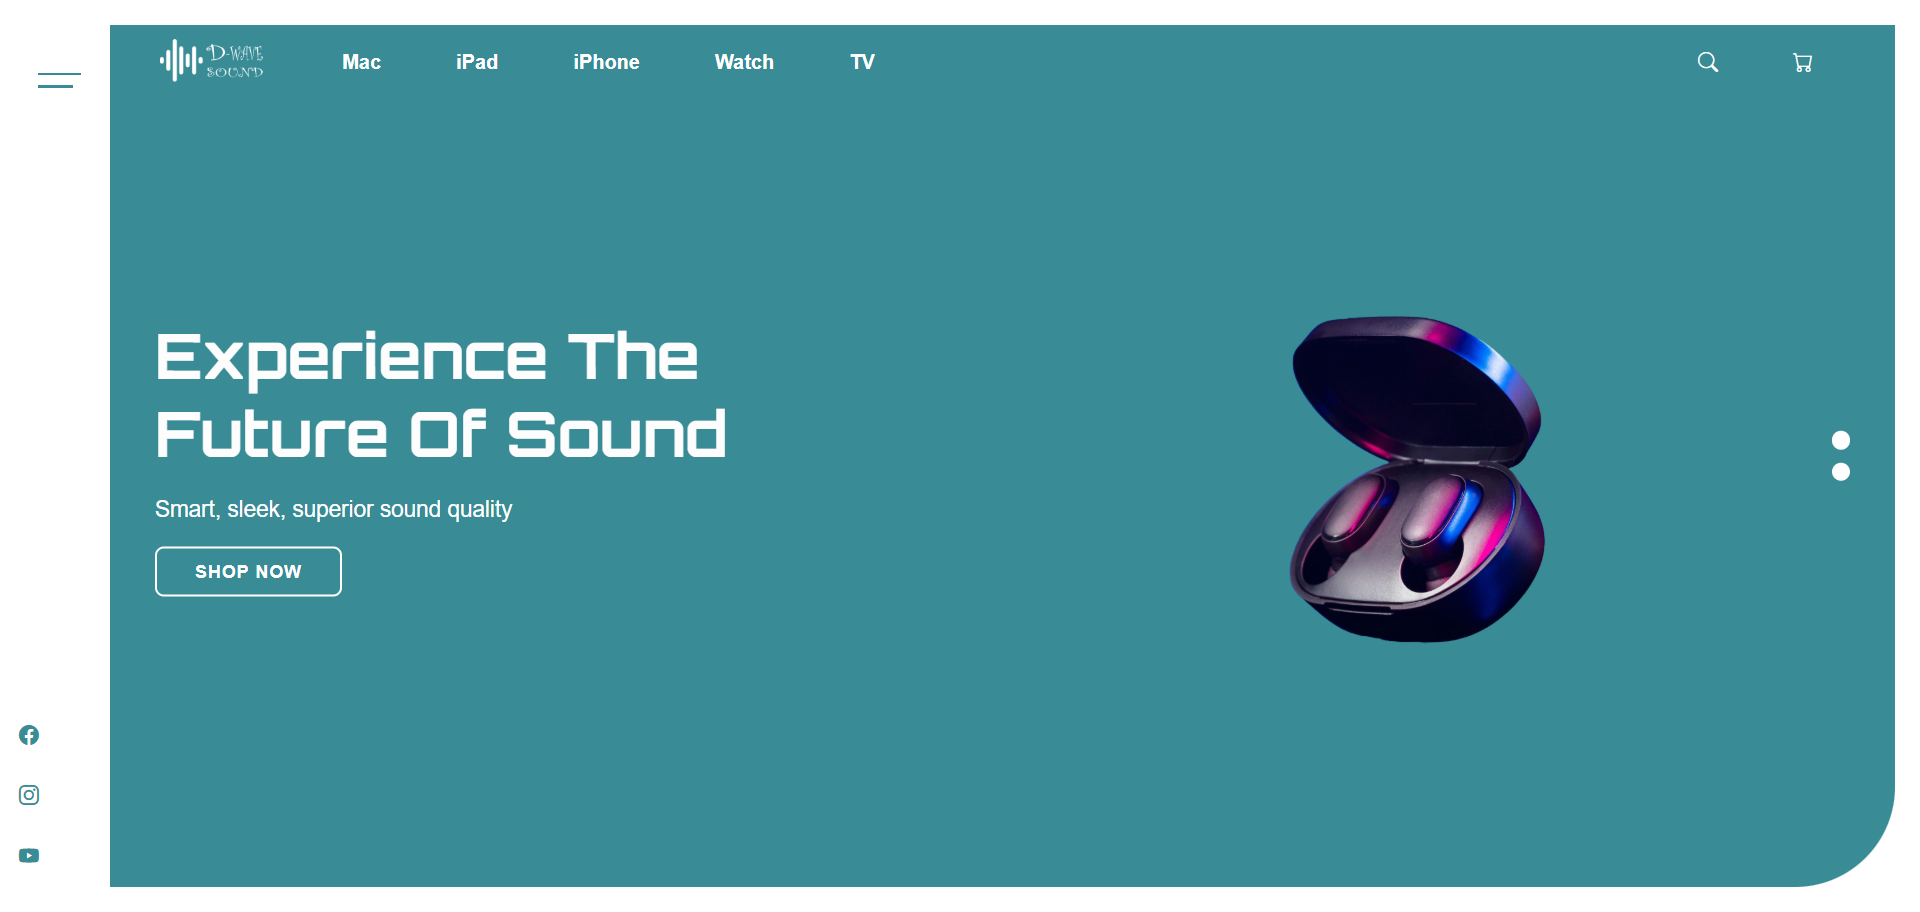 D-WAVE
SOUND
Mac
iPad
iPhone
Watch
TV
Experience The
Future Of Sound
Smart, sleek, superior sound quality
SHOP NOW